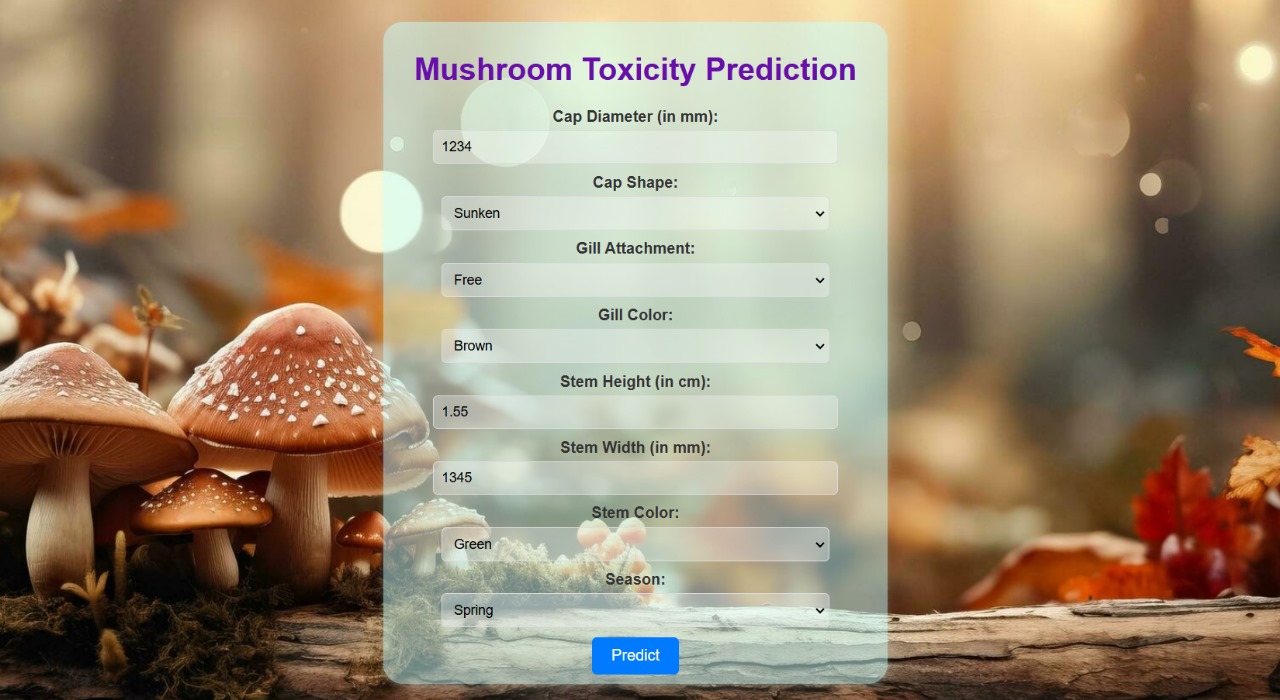 Mushroom Toxicity Prediction
Cap Diameter (in mm):
1234
Cap Shape:
Sunken
Gill Attachment:
Free
Gill Color:
Brown
Stem Height (in cm):
1.55
Stem Width (in mm):
1345
Stem Color:
Green
Season:
Spring
Predict